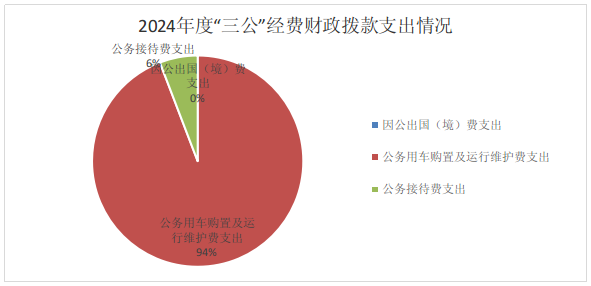 2024年度“三公”经费财政拨款支出情况
公务接待费支出
6%
因公出国（境）费
支出
0%
公务用车购置及运
行维护费支出
94%
因公出国（境）费支出
公务用车购置及运行维护费支出
公务接待费支出